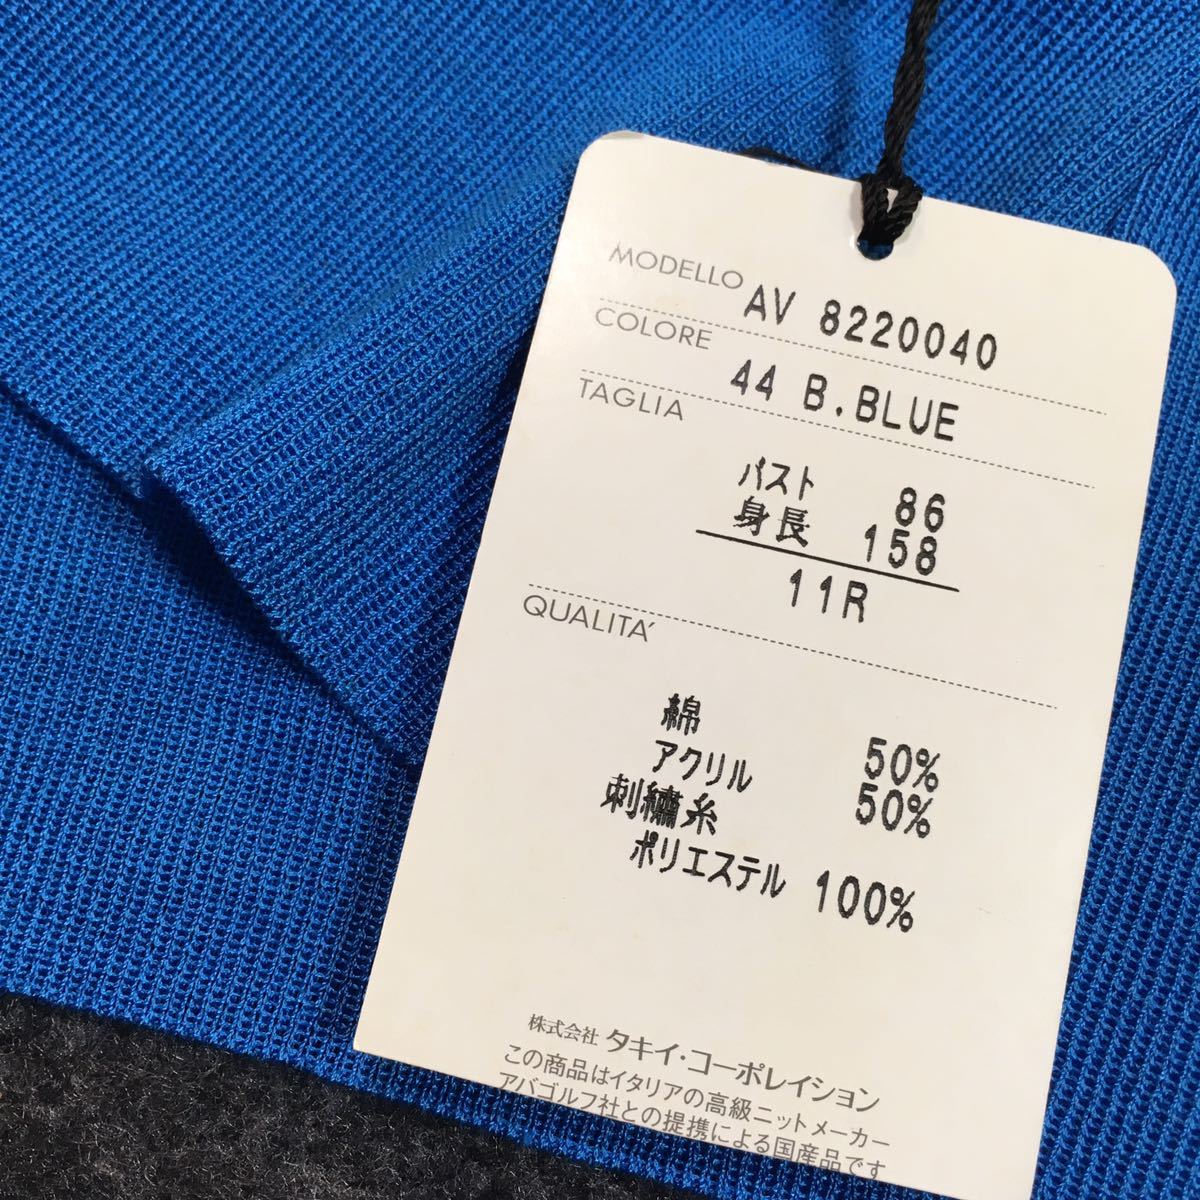 MODELLO AV 8220040
COLORE 44 B.BLUE
TAGLIA
バスト 86
身長 158
11R
QUALITA'
綿 50%
アクリル 50%
刺繍糸
ポリエステル 100%
株式会社 タキイ・コーポレイション
この商品はイタリアの高級ニットメーカー
アバゴルフ社との提携による国産品です